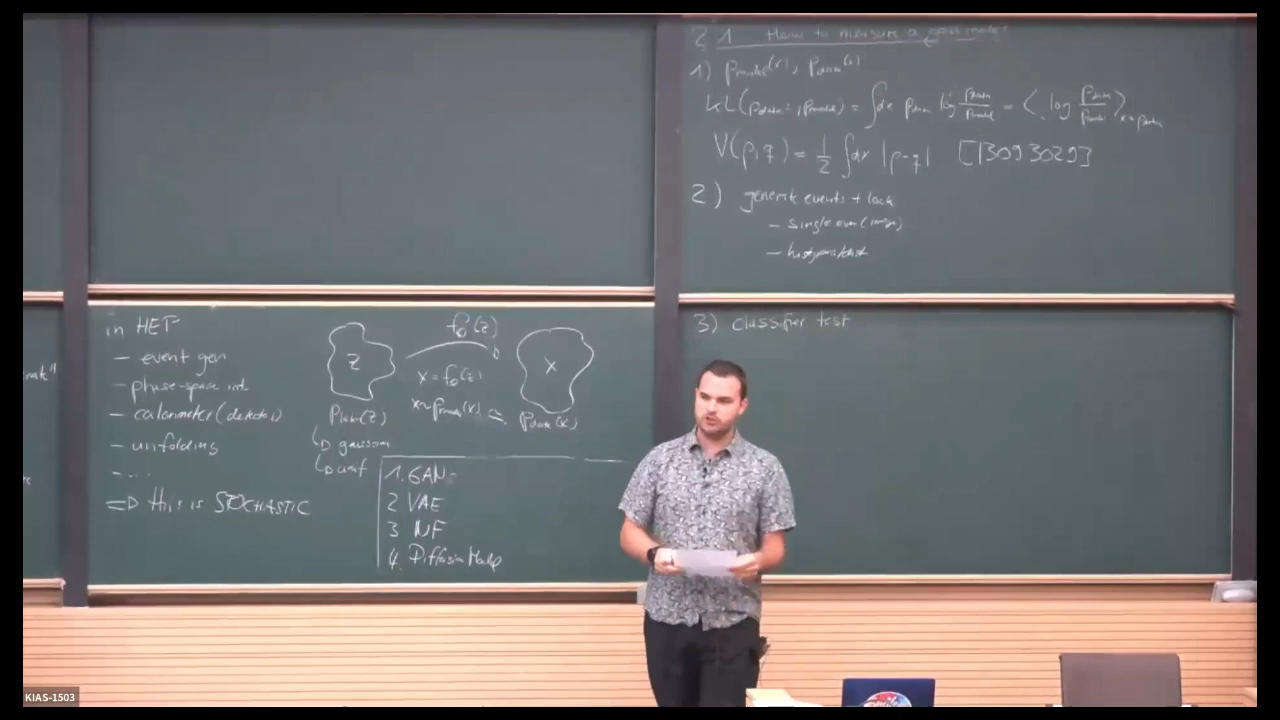 in HEP
- event gen
- phase-space int.
- calorimeter (detector)
- unfolding
- ...
⇒ this is STOCHASTIC
z
f_θ(z)
x = f_θ(z)
x ~ p_model(x) ≈ p_data(x)
x
p_latent(z)
↳ gaussian
↳ unif
1. GAN
2 VAE
3 NF
4. Diffusion Model
2.1 How to measure a good model
1) p_model(x), p_data(x)
KL(p_data, p_model) = ∫dx p_data log p_data/p_model = ⟨log p_data/p_model⟩ x~p_data
V(p,q) = 1/2 ∫dx |p-q| [1309.3029]
2) generate events + look
- single event (image)
- histograms
3) classifier test
KIAS-1503